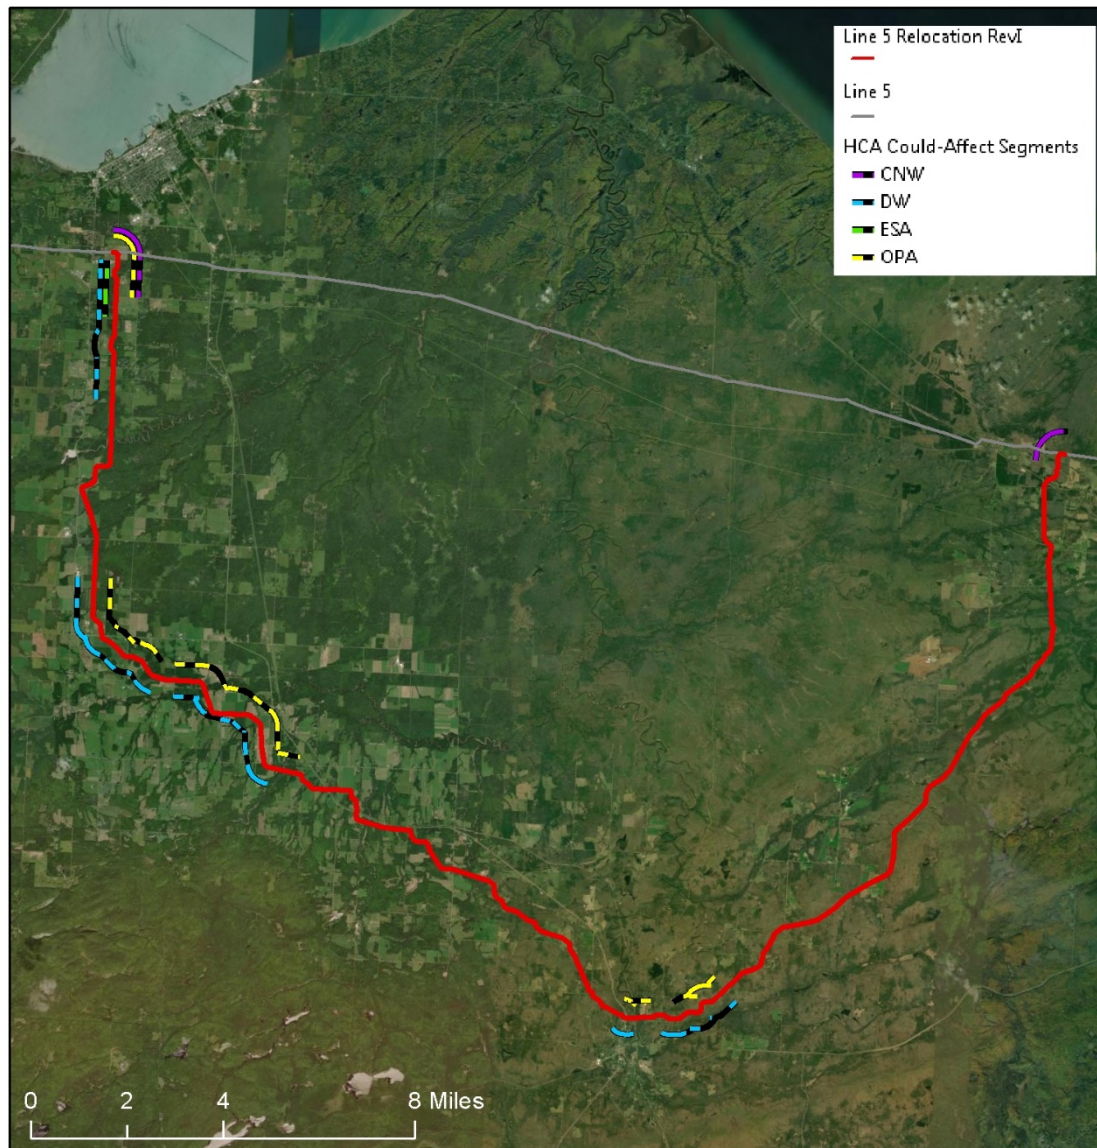 Line 5 Relocation RevI
Line 5
HCA Could-Affect Segments
CNW
DW
ESA
OPA
0 2 4 8 Miles